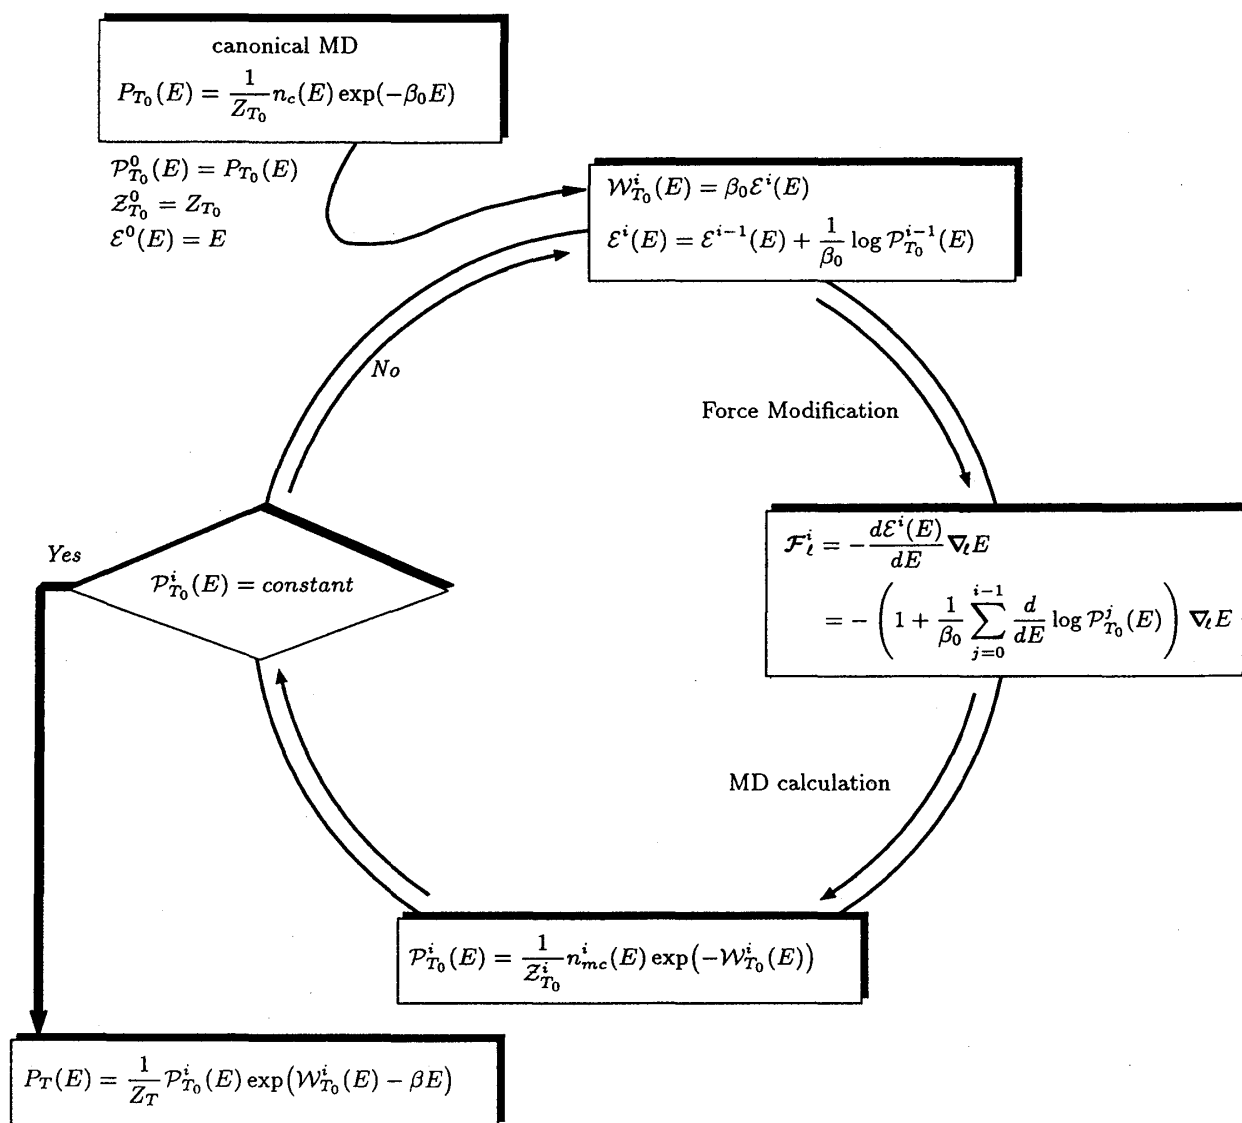 canonical MD
$P_{T_0}(E) = \frac{1}{Z_{T_0}} n_c(E) \exp(-\beta_0 E)$
$\mathcal{P}^0_{T_0}(E) = P_{T_0}(E)$
$\mathcal{Z}^0_{T_0} = Z_{T_0}$
$\mathcal{E}^0(E) = E$
$\mathcal{W}^i_{T_0}(E) = \beta_0 \mathcal{E}^i(E)$
$\mathcal{E}^i(E) = \mathcal{E}^{i-1}(E) + \frac{1}{\beta_0} \log \mathcal{P}^{i-1}_{T_0}(E)$
No
Force Modification
$\mathcal{F}^i_\ell = -\frac{d\mathcal{E}^i(E)}{dE} \nabla_\ell E$
$= -\left(1 + \frac{1}{\beta_0} \sum_{j=0}^{i-1} \frac{d}{dE} \log \mathcal{P}^j_{T_0}(E)\right) \nabla_\ell E$
Yes
$\mathcal{P}^i_{T_0}(E) = constant$
MD calculation
$\mathcal{P}^i_{T_0}(E) = \frac{1}{\mathcal{Z}^i_{T_0}} n^i_{mc}(E) \exp(-\mathcal{W}^i_{T_0}(E))$
$P_T(E) = \frac{1}{Z_T} \mathcal{P}^i_{T_0}(E) \exp(\mathcal{W}^i_{T_0}(E) - \beta E)$